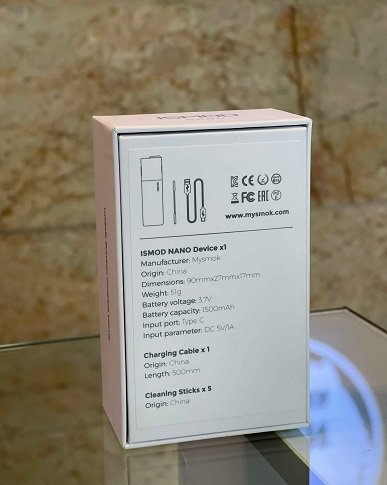 ISMOD
www.mysmok.com
ISMOD NANO Device x1
Manufacturer: Mysmok
Origin: China
Dimensions: 90mmx27mmx17mm
Weight: 51g
Battery voltage: 3.7V
Battery capacity: 1500mAh
Input port: Type C
Input parameter: DC 5V/1A
Charging Cable x 1
Origin: China
Length: 500mm
Cleaning Sticks x 5
Origin: China